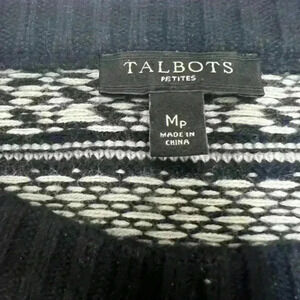 TALBOTS
PETITES
MP
MADE IN
CHINA